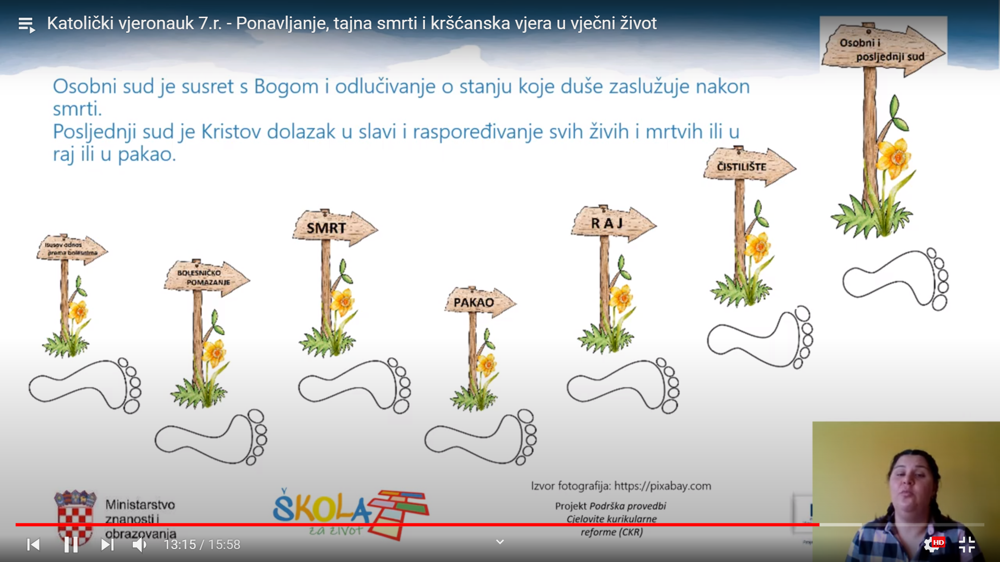 Katolički vjeronauk 7.r. - Ponavljanje, tajna smrti i kršćanska vjera u vječni život
Osobni i
posljednji sud
Osobni sud je susret s Bogom i odlučivanje o stanju koje duše zaslužuje nakon
smrti.
Posljednji sud je Kristov dolazak u slavi i raspoređivanje svih živih i mrtvih ili u
raj ili u pakao.
ČISTILIŠTE
RAJ
SMRT
Isusov odnos
prema bolesnima
BOLESNIČKO
POMAZANJE
PAKAO
Izvor fotografija: https://pixabay.com
Projekt Podrška provedbi
Cjelovite kurikularne
reforme (CKR)
Ministarstvo
znanosti i
obrazovanja
ŠKOLA
za život
13:15 / 15:58
HD